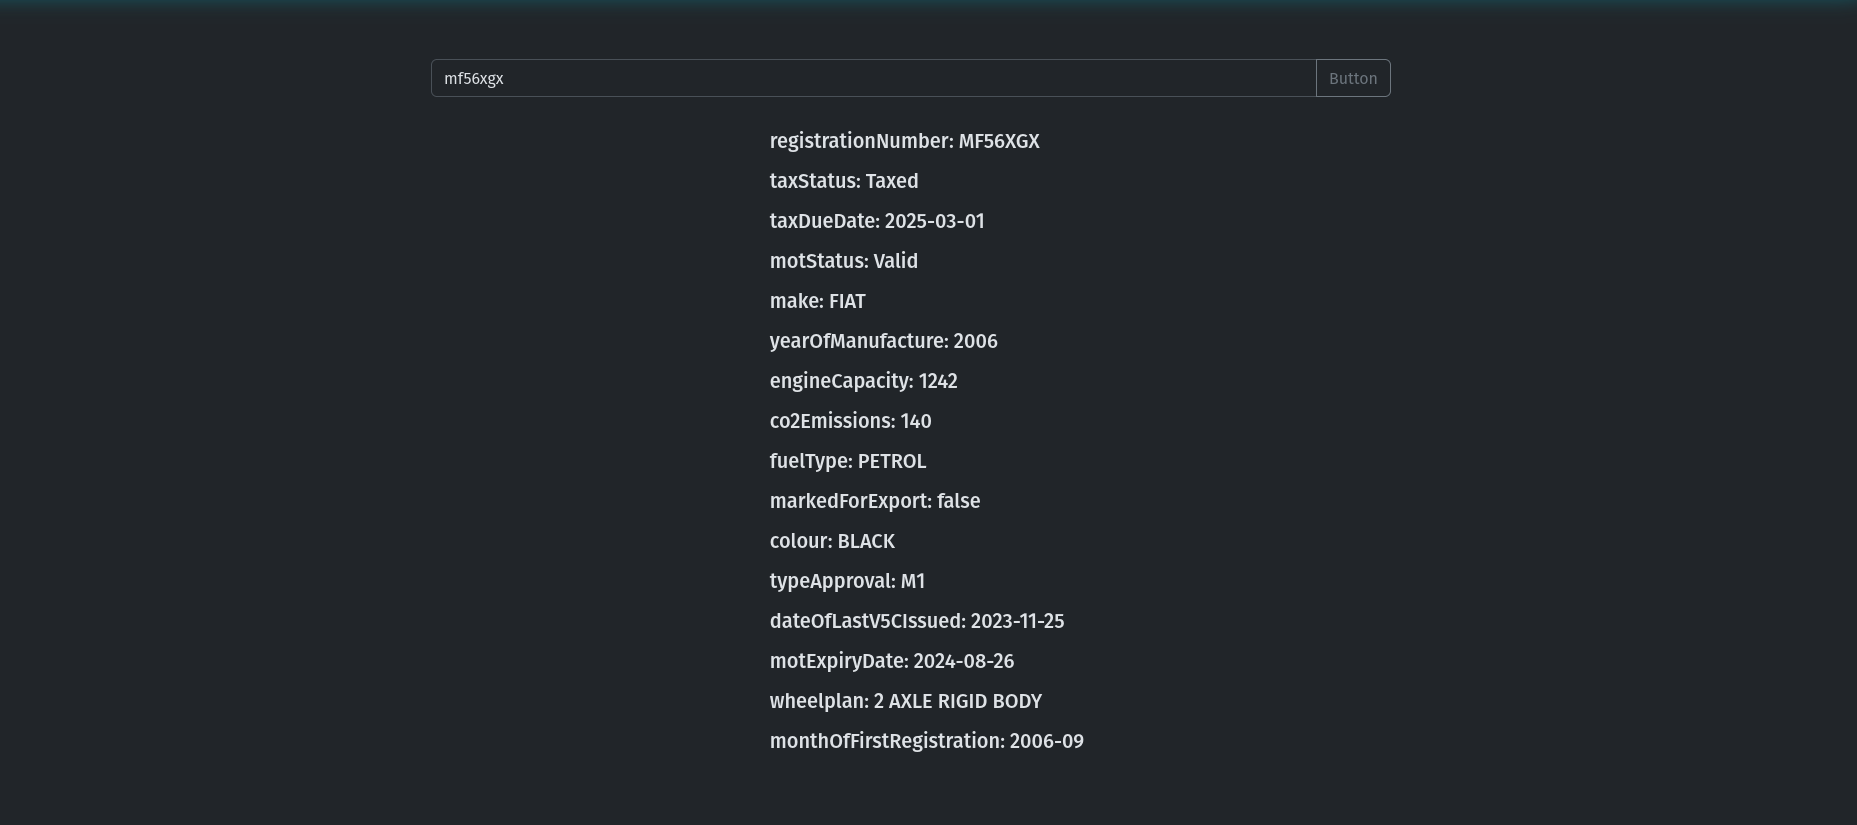 mf56xgx
Button
registrationNumber: MF56XGX
taxStatus: Taxed
taxDueDate: 2025-03-01
motStatus: Valid
make: FIAT
yearOfManufacture: 2006
engineCapacity: 1242
co2Emissions: 140
fuelType: PETROL
markedForExport: false
colour: BLACK
typeApproval: M1
dateOfLastV5CIssued: 2023-11-25
motExpiryDate: 2024-08-26
wheelplan: 2 AXLE RIGID BODY
monthOfFirstRegistration: 2006-09